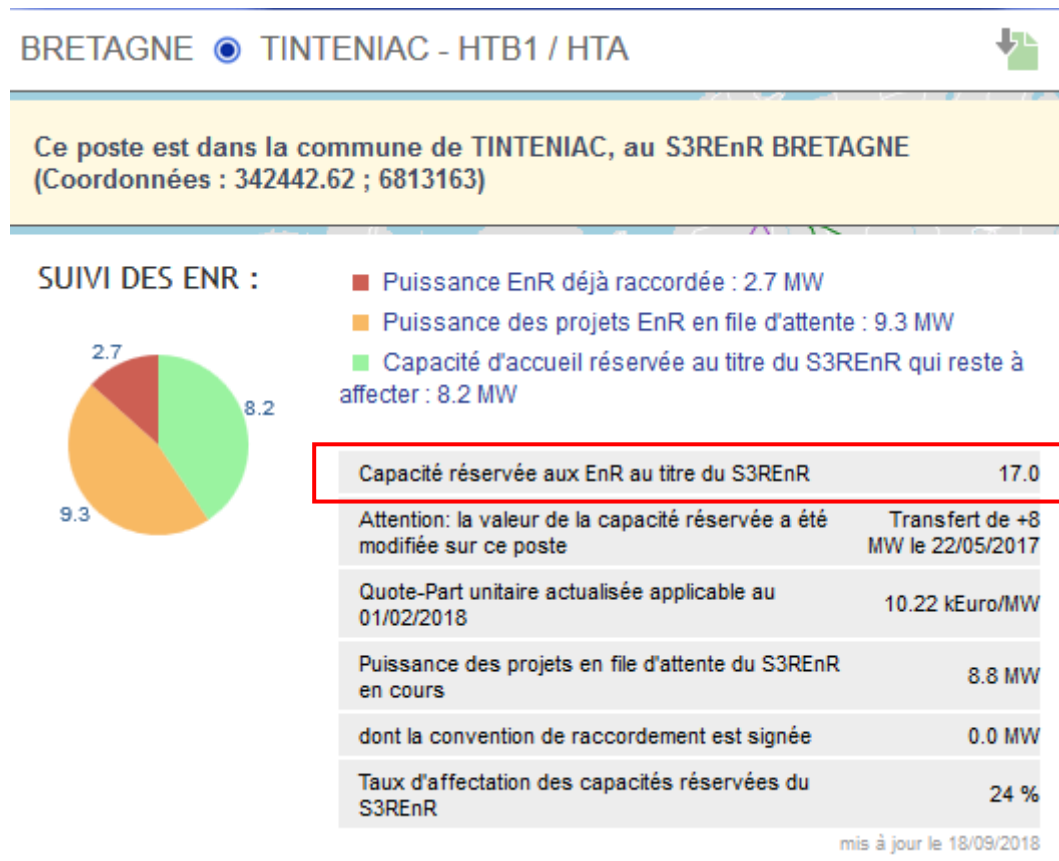 BRETAGNE TINTENIAC - HTB1 / HTA
Ce poste est dans la commune de TINTENIAC, au S3REnR BRETAGNE
(Coordonnées : 342442.62 ; 6813163)
SUIVI DES ENR :
2.7
8.2
9.3
Puissance EnR déjà raccordée : 2.7 MW
Puissance des projets EnR en file d'attente : 9.3 MW
Capacité d'accueil réservée au titre du S3REnR qui reste à
affecter : 8.2 MW
Capacité réservée aux EnR au titre du S3REnR 17.0
Attention: la valeur de la capacité réservée a été Transfert de +8
modifiée sur ce poste MW le 22/05/2017
Quote-Part unitaire actualisée applicable au
01/02/2018 10.22 kEuro/MW
Puissance des projets en file d'attente du S3REnR
en cours 8.8 MW
dont la convention de raccordement est signée 0.0 MW
Taux d'affectation des capacités réservées du
S3REnR 24 %
mis à jour le 18/09/2018